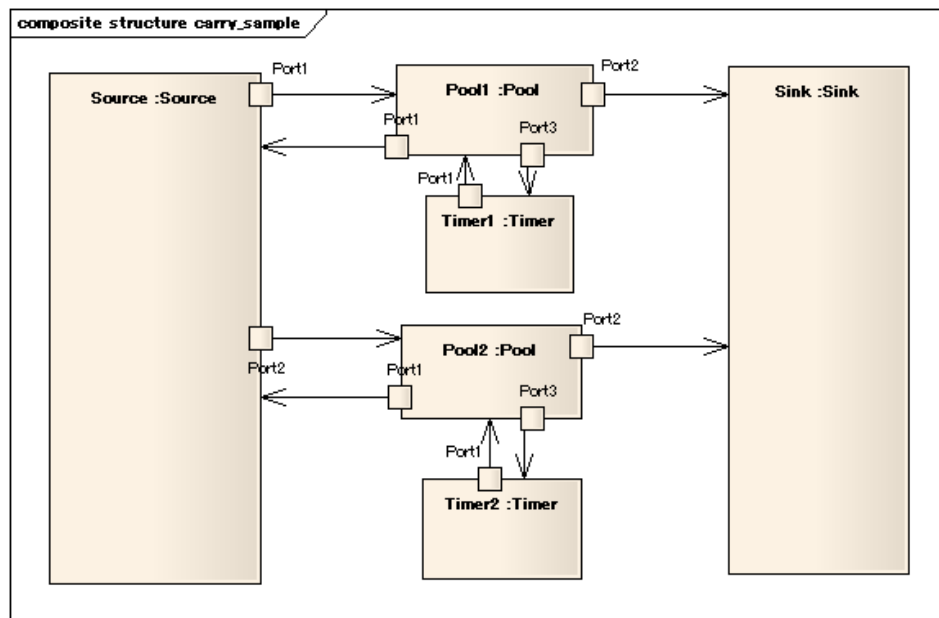 composite structure carry_sample
Port1
Port2
Source :Source
Pool1 :Pool
Sink :Sink
Port1
Port3
Port1
Timer1 :Timer
Port2
Pool2 :Pool
Port2
Port1
Port3
Port1
Timer2 :Timer